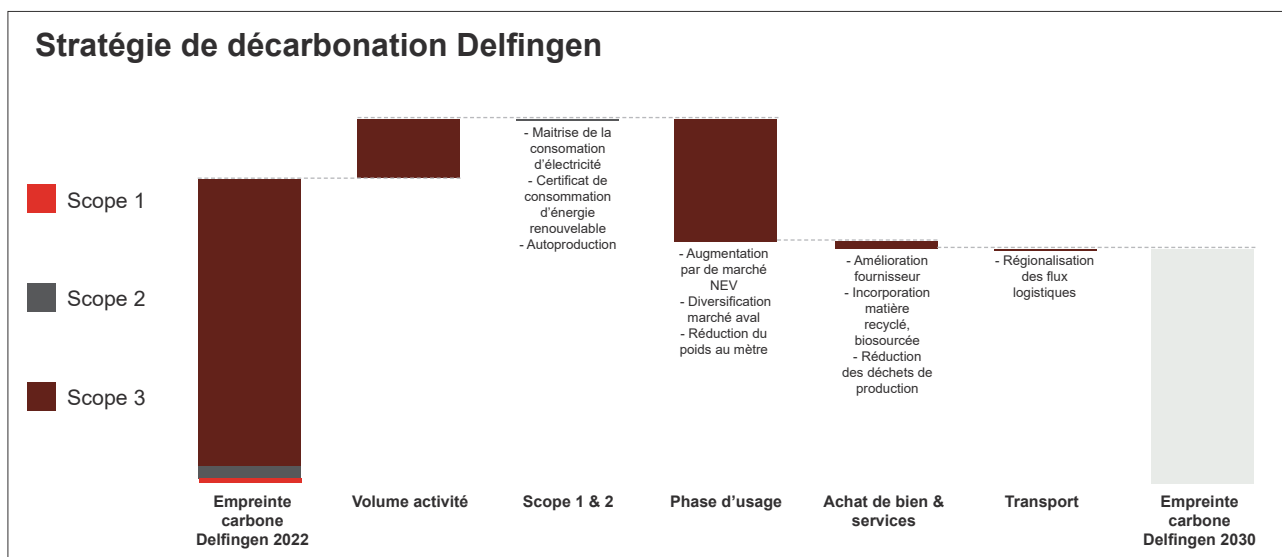 Stratégie de décarbonation Delfingen
Scope 1
Scope 2
Scope 3
- Maitrise de la
consomation
d'électricité
- Certificat de
consommation
d'énergie
renouvelable
- Autoproduction
- Augmentation
par de marché
NEV
- Diversification
marché aval
- Réduction du
poids au mètre
- Amélioration
fournisseur
- Incorporation
matière
recyclé,
biosourcée
- Réduction
des déchets de
production
- Régionalisation
des flux
logistiques
Empreinte
carbone
Delfingen 2022
Volume activité
Scope 1 & 2
Phase d'usage
Achat de bien &
services
Transport
Empreinte
carbone
Delfingen 2030